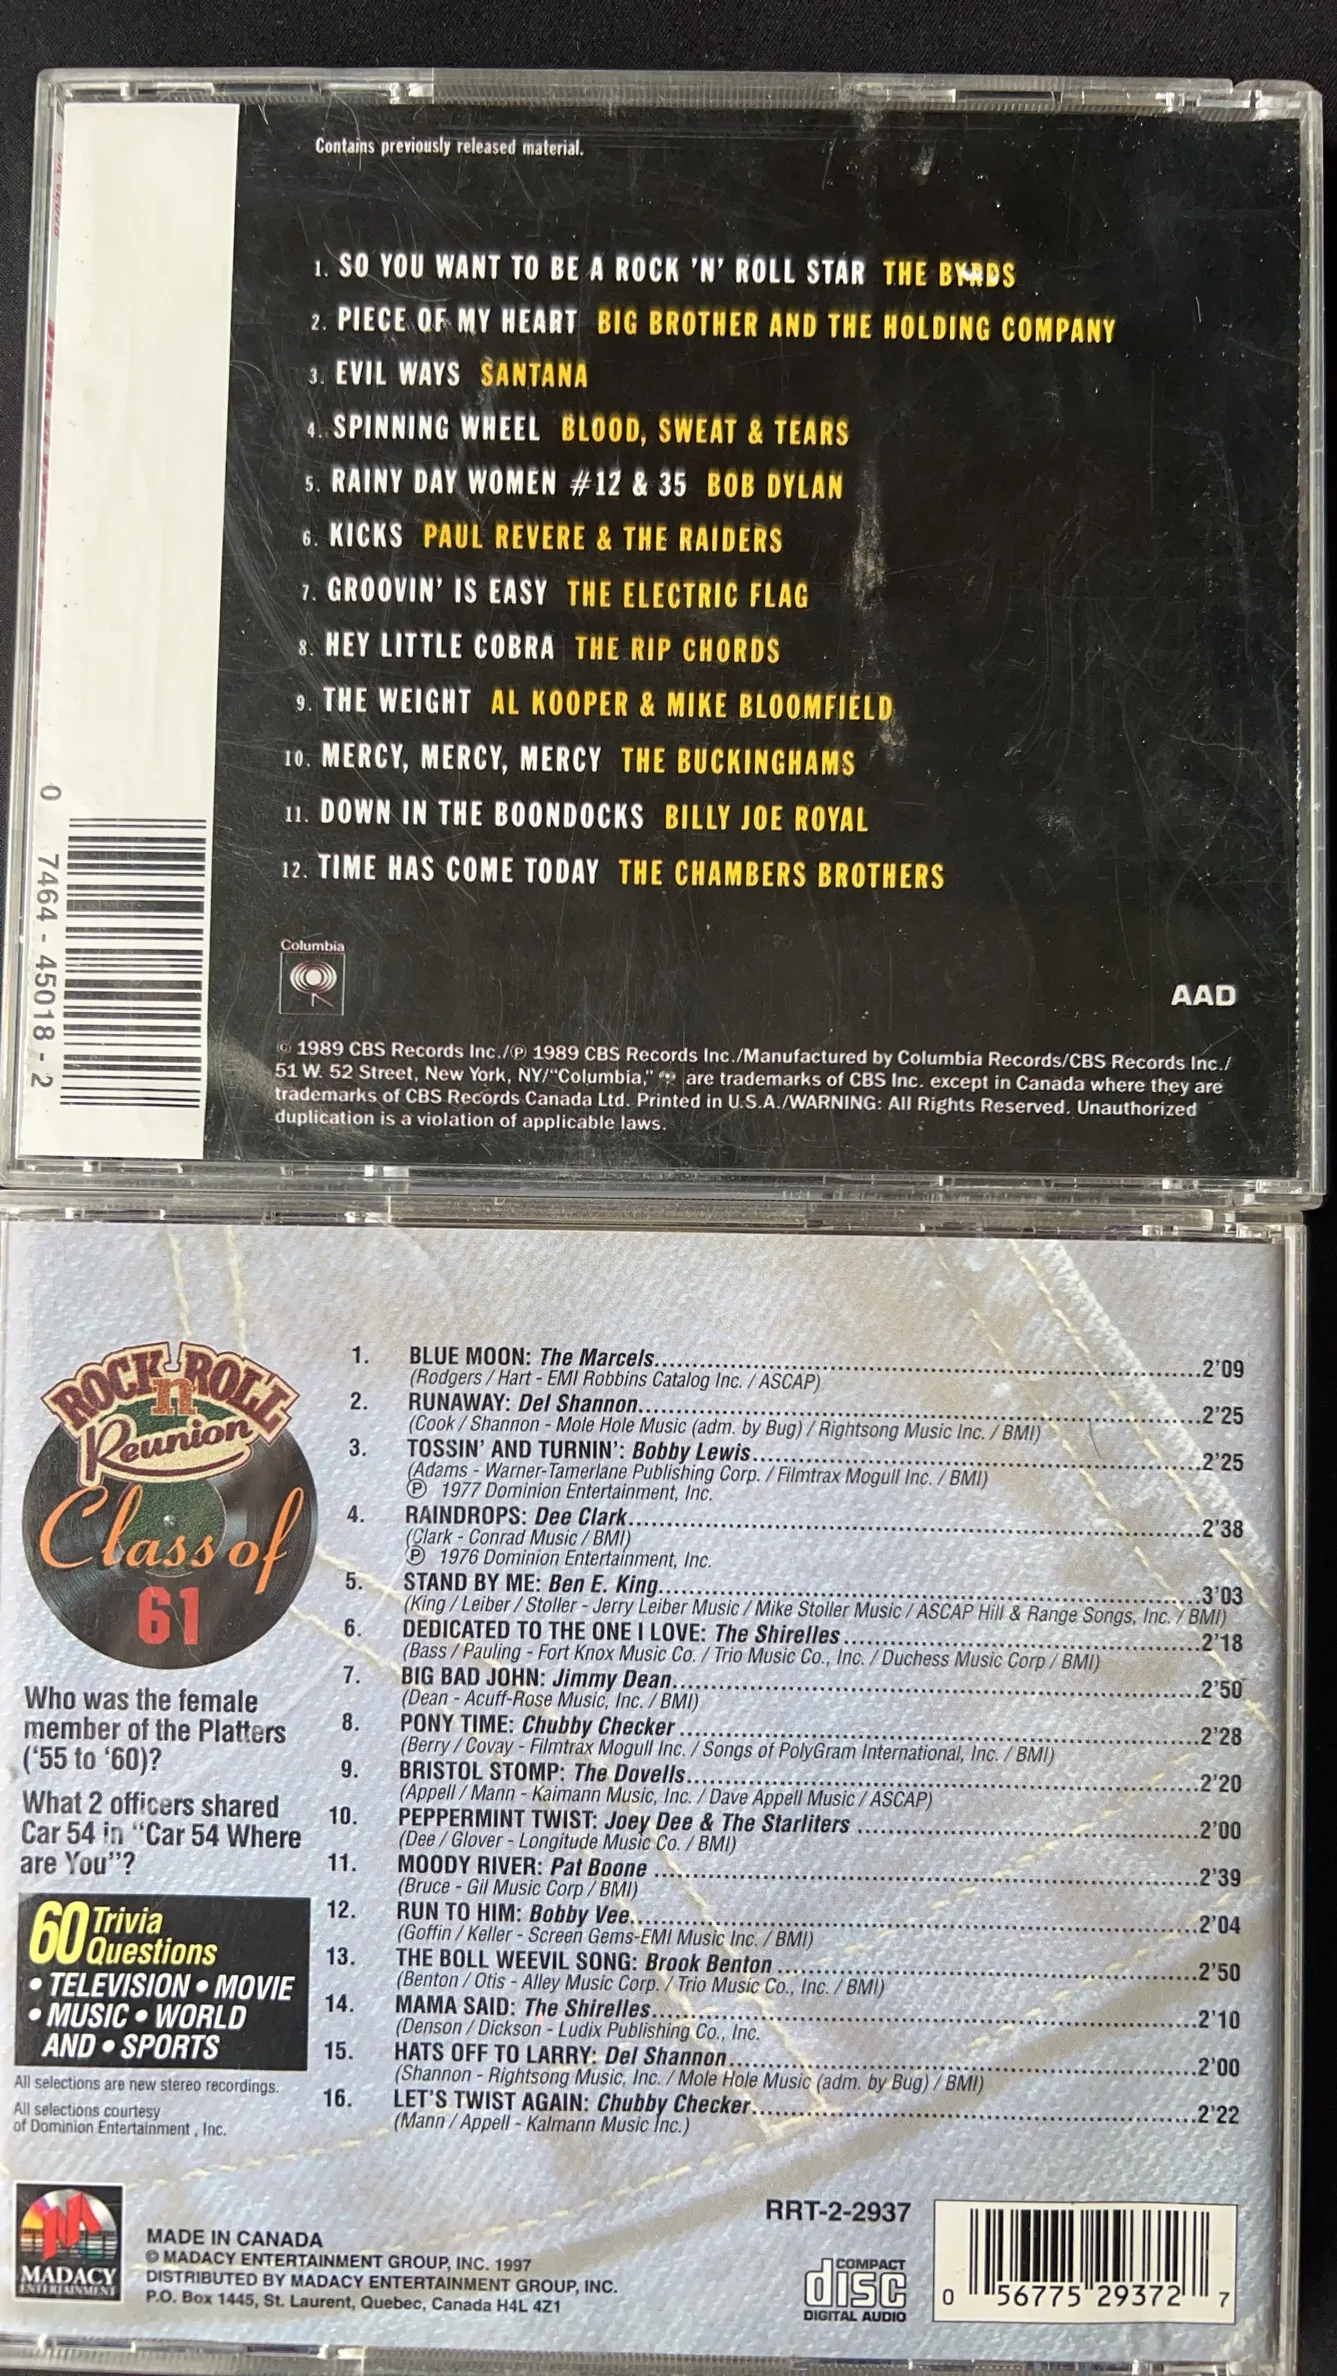 Contains previously released material.
1. SO YOU WANT TO BE A ROCK 'N' ROLL STAR THE BYRDS
2. PIECE OF MY HEART BIG BROTHER AND THE HOLDING COMPANY
3. EVIL WAYS SANTANA
4. SPINNING WHEEL BLOOD, SWEAT & TEARS
5. RAINY DAY WOMEN #12 & 35 BOB DYLAN
6. KICKS PAUL REVERE & THE RAIDERS
7. GROOVIN' IS EASY THE ELECTRIC FLAG
8. HEY LITTLE COBRA THE RIP CHORDS
9. THE WEIGHT AL KOOPER & MIKE BLOOMFIELD
10. MERCY, MERCY, MERCY THE BUCKINGHAMS
11. DOWN IN THE BOONDOCKS BILLY JOE ROYAL
12. TIME HAS COME TODAY THE CHAMBERS BROTHERS
0 7464-45018-2
Columbia
AAD
© 1989 CBS Records Inc./℗ 1989 CBS Records Inc./Manufactured by Columbia Records/CBS Records Inc./
51 W. 52 Street, New York, NY/"Columbia," are trademarks of CBS Inc. except in Canada where they are
trademarks of CBS Records Canada Ltd. Printed in U.S.A./WARNING: All Rights Reserved. Unauthorized
duplication is a violation of applicable laws.
ROCK n ROLL
Reunion
Class of
61
Who was the female
member of the Platters
('55 to '60)?
What 2 officers shared
Car 54 in "Car 54 Where
are You"?
60 Trivia
Questions
• TELEVISION • MOVIE
• MUSIC • WORLD
AND • SPORTS
All selections are new stereo recordings.
All selections courtesy
of Dominion Entertainment , Inc.
1. BLUE MOON: The Marcels 2'09
(Rodgers / Hart - EMI Robbins Catalog Inc. / ASCAP)
2. RUNAWAY: Del Shannon 2'25
(Cook / Shannon - Mole Hole Music (adm. by Bug) / Rightsong Music Inc. / BMI)
3. TOSSIN' AND TURNIN': Bobby Lewis 2'25
(Adams - Warner-Tamerlane Publishing Corp. / Filmtrax Mogull Inc. / BMI)
℗ 1977 Dominion Entertainment, Inc.
4. RAINDROPS: Dee Clark 2'38
(Clark - Conrad Music / BMI)
℗ 1976 Dominion Entertainment, Inc.
5. STAND BY ME: Ben E. King 3'03
(King / Leiber / Stoller - Jerry Leiber Music / Mike Stoller Music / ASCAP Hill & Range Songs, Inc. / BMI)
6. DEDICATED TO THE ONE I LOVE: The Shirelles 2'18
(Bass / Pauling - Fort Knox Music Co. / Trio Music Co., Inc. / Duchess Music Corp / BMI)
7. BIG BAD JOHN: Jimmy Dean 2'50
(Dean - Acuff-Rose Music, Inc. / BMI)
8. PONY TIME: Chubby Checker 2'28
(Berry / Covay - Filmtrax Mogull Inc. / Songs of PolyGram International, Inc. / BMI)
9. BRISTOL STOMP: The Dovells 2'20
(Appell / Mann - Kaimann Music, Inc. / Dave Appell Music / ASCAP)
10. PEPPERMINT TWIST: Joey Dee & The Starliters 2'00
(Dee / Glover - Longitude Music Co. / BMI)
11. MOODY RIVER: Pat Boone 2'39
(Bruce - Gil Music Corp / BMI)
12. RUN TO HIM: Bobby Vee 2'04
(Goffin / Keller - Screen Gems-EMI Music Inc. / BMI)
13. THE BOLL WEEVIL SONG: Brook Benton 2'50
(Benton / Otis - Alley Music Corp. / Trio Music Co., Inc. / BMI)
14. MAMA SAID: The Shirelles 2'10
(Denson / Dickson - Ludix Publishing Co., Inc.
15. HATS OFF TO LARRY: Del Shannon 2'00
(Shannon - Rightsong Music, Inc. / Mole Hole Music (adm. by Bug) / BMI)
16. LET'S TWIST AGAIN: Chubby Checker 2'22
(Mann / Appell - Kalmann Music Inc.)
MADACY
ENTERTAINMENT
MADE IN CANADA
© MADACY ENTERTAINMENT GROUP, INC. 1997
DISTRIBUTED BY MADACY ENTERTAINMENT GROUP, INC.
P.O. Box 1445, St. Laurent, Quebec, Canada H4L 4Z1
RRT-2-2937
COMPACT
disc
DIGITAL AUDIO
0 56775 29372 7